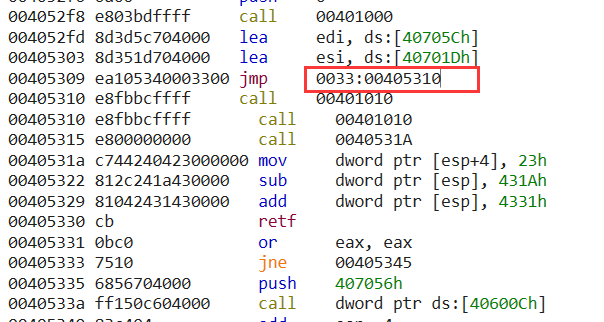 004052f8 e803bdffff call 00401000
004052fd 8d3d5c704000 lea edi, ds:[40705Ch]
00405303 8d351d704000 lea esi, ds:[40701Dh]
00405309 ea105340003300 jmp 0033:00405310
00405310 e8fbbcffff call 00401010
00405310 e8fbbcffff call 00401010
00405315 e800000000 call 0040531A
0040531a c744240423000000 mov dword ptr [esp+4], 23h
00405322 812c241a430000 sub dword ptr [esp], 431Ah
00405329 81042431430000 add dword ptr [esp], 4331h
00405330 cb retf
00405331 0bc0 or eax, eax
00405333 7510 jne 00405345
00405335 6856704000 push 407056h
0040533a ff150c604000 call dword ptr ds:[40600Ch]